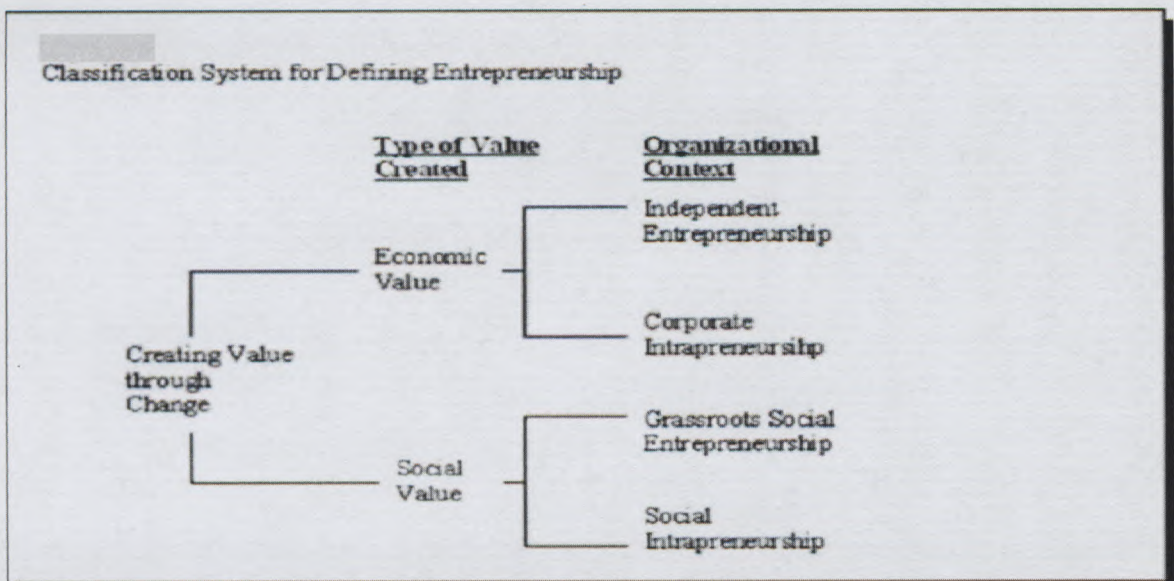 Classification System for Defining Entrepreneurship
Type of Value
Created
Organizational
Context
Independent
Entrepreneurship
Economic
Value
Corporate
Intrapreneursihp
Creating Value
through
Change
Grassroots Social
Entrepreneurship
Social
Value
Social
Intrapreneurship